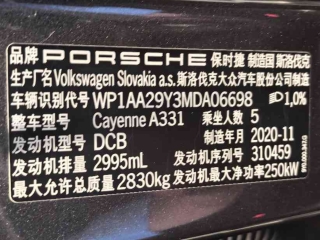 品牌 PORSCHE 保时捷 制造国 斯洛伐克
生产厂名 Volkswagen Slovakia a.s. 斯洛伐克大众汽车股份公司制造
车辆识别代号 WP1AA29Y3MDA06698 1,0%
整车型号 Cayenne A331 乘坐人数 5
发动机型号 DCB 制造年月 2020-11
发动机排量 2995mL 发动机序列号 310459
最大允许总质量 2830kg 发动机最大净功率 250kW